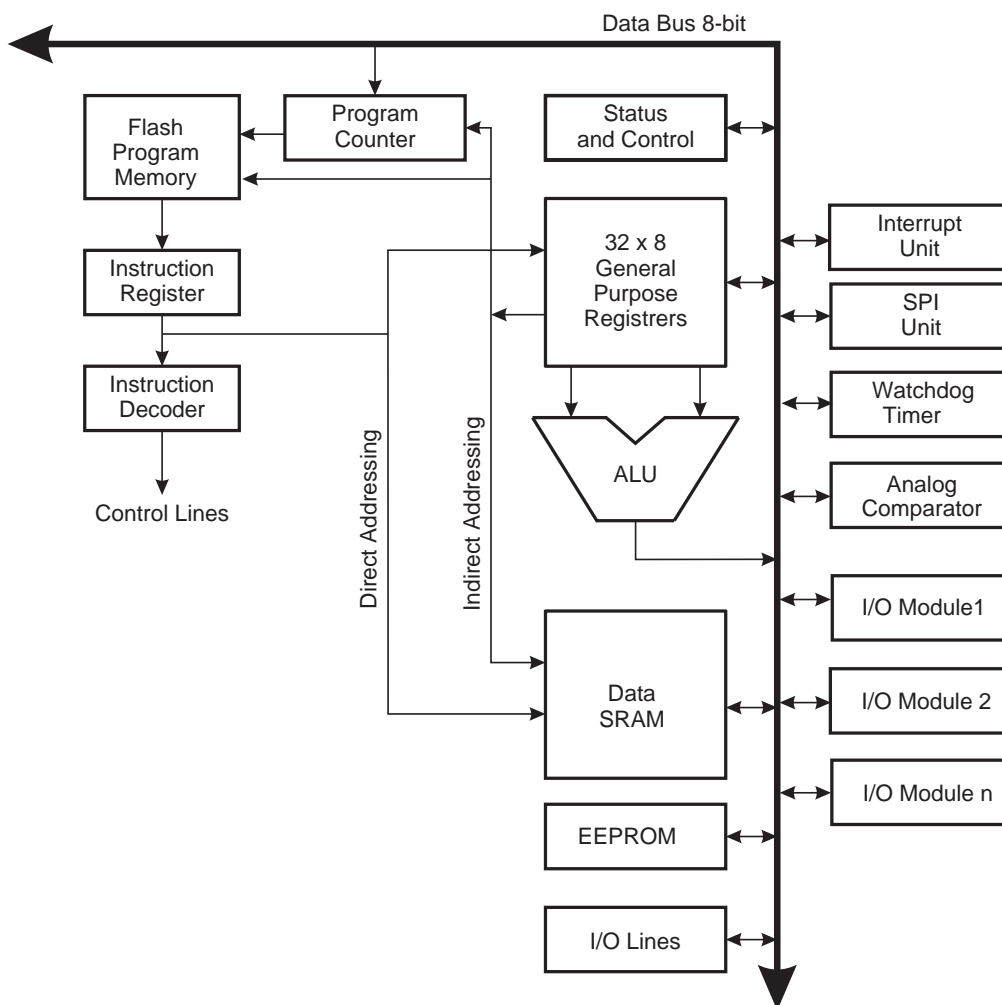 Data Bus 8-bit
Flash
Program
Memory
Program
Counter
Status
and Control
32 x 8
General
Purpose
Registrers
Interrupt
Unit
Instruction
Register
SPI
Unit
Instruction
Decoder
Watchdog
Timer
Direct Addressing
Indirect Addressing
ALU
Analog
Comparator
Control Lines
I/O Module1
Data
SRAM
I/O Module 2
I/O Module n
EEPROM
I/O Lines